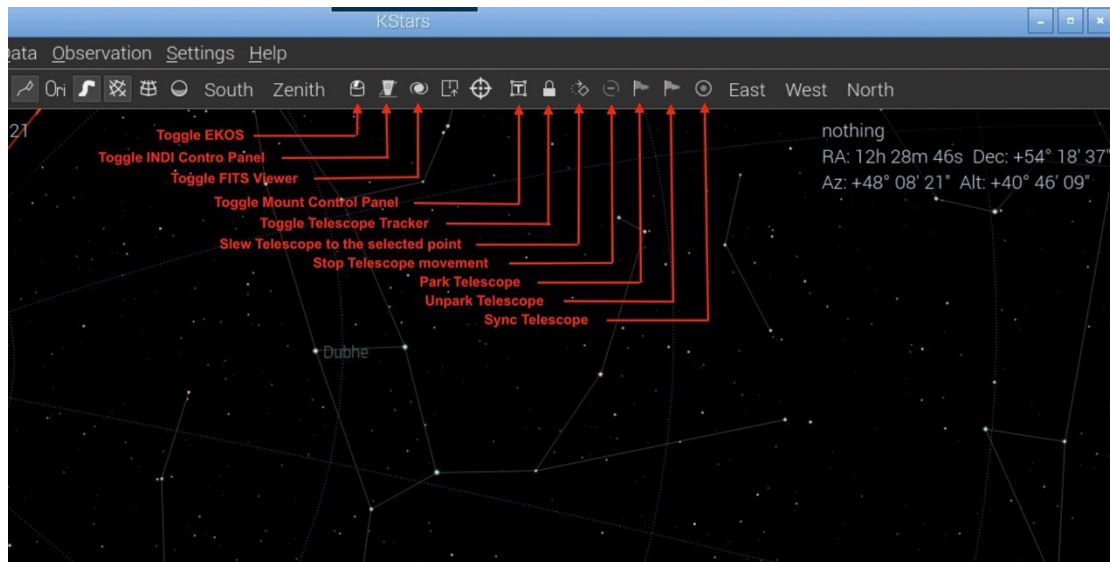 KStars
Data Observation Settings Help
Ori South Zenith East West North
21
nothing
RA: 12h 28m 46s Dec: +54° 18' 37"
Az: +48° 08' 21" Alt: +40° 46' 09"
Toggle EKOS
Toggle INDI Contro Panel
Toggle FITS Viewer
Toggle Mount Control Panel
Toggle Telescope Tracker
Slew Telescope to the selected point
Stop Telescope movement
Park Telescope
Unpark Telescope
Sync Telescope
Dubhe